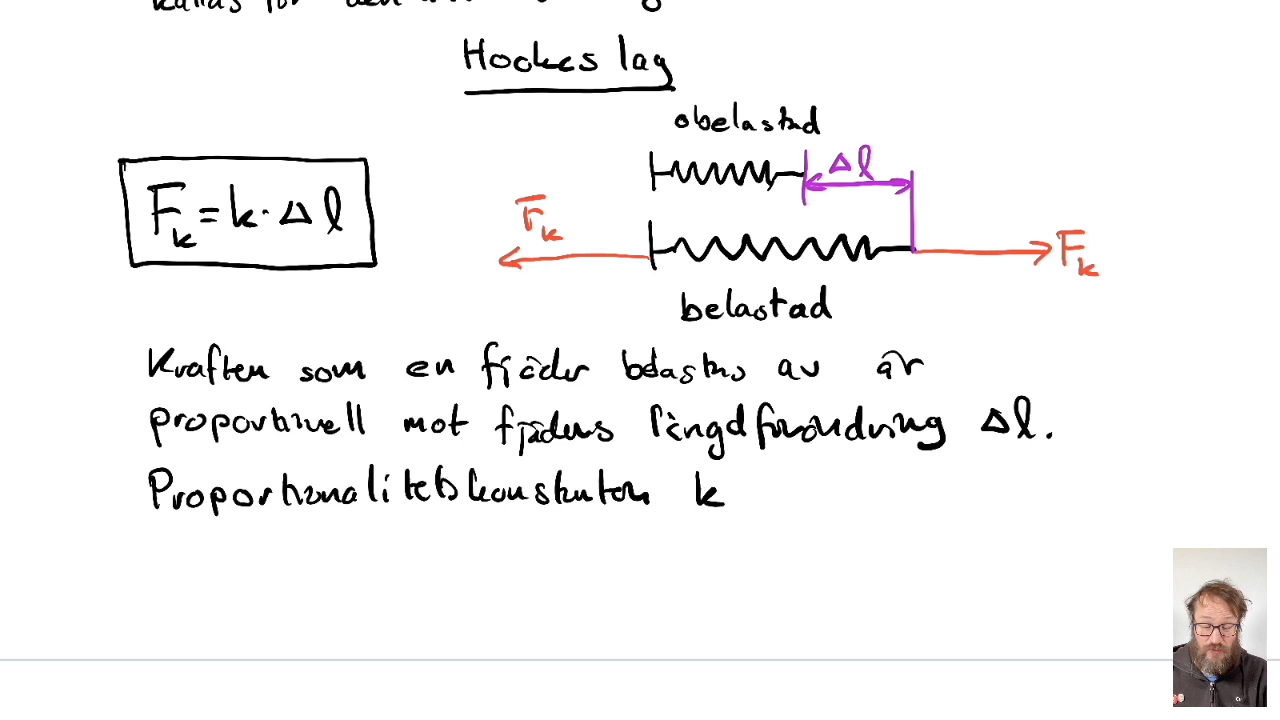 Hookes lag
obelastad
Δl
F_k = k · Δl
F_k
F_k
belastad
Kraften som en fjäder belastas av är
proportionell mot fjäderns längdförändring Δl.
Proportionalitetskonstanten k